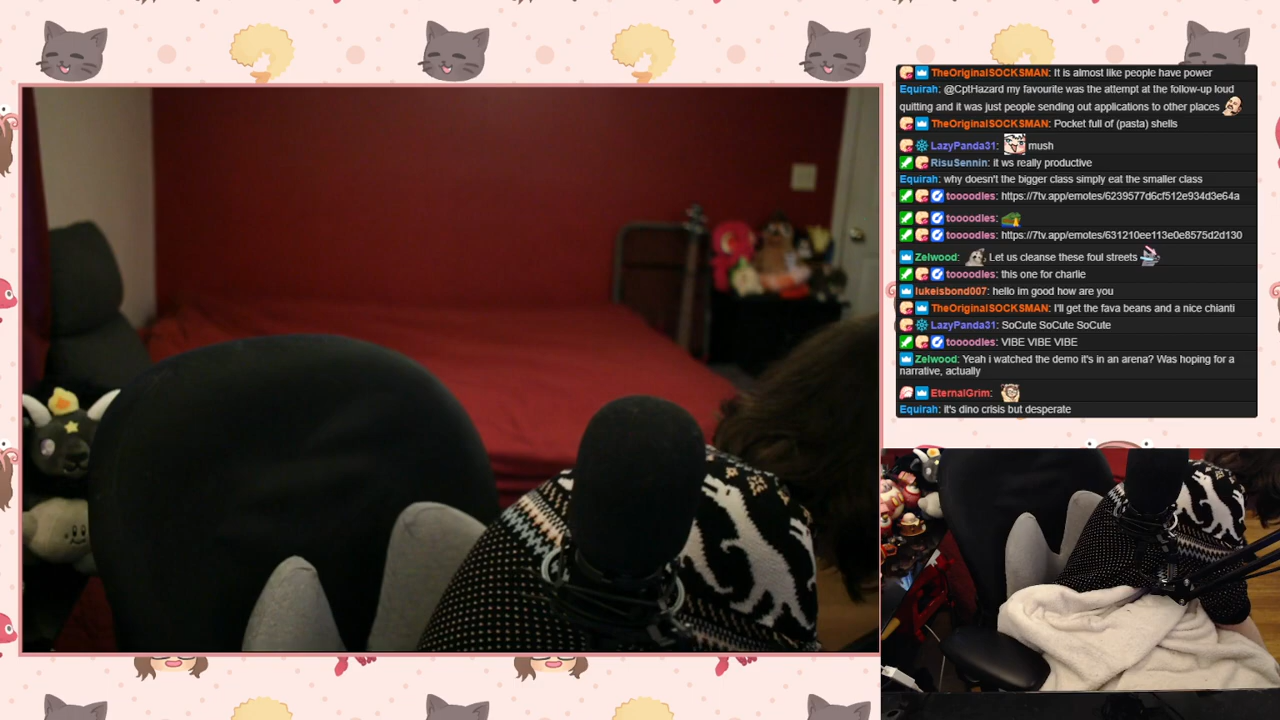 TheOriginalSOCKSMAN: It is almost like people have power
Equirah: @CptHazard my favourite was the attempt at the follow-up loud
quitting and it was just people sending out applications to other places
TheOriginalSOCKSMAN: Pocket full of (pasta) shells
LazyPanda31: mush
RisuSennin: it ws really productive
Equirah: why doesn't the bigger class simply eat the smaller class
toooodles: https://7tv.app/emotes/6239577d6cf512e934d3e64a
toooodles:
toooodles: https://7tv.app/emotes/631210ee113e0e8575d2d130
Zelwood: Let us cleanse these foul streets
toooodles: this one for charlie
lukeisbond007: hello im good how are you
TheOriginalSOCKSMAN: I'll get the fava beans and a nice chianti
LazyPanda31: SoCute SoCute SoCute
toooodles: VIBE VIBE VIBE
Zelwood: Yeah i watched the demo it's in an arena? Was hoping for a
narrative, actually
EternalGrim:
Equirah: it's dino crisis but desperate